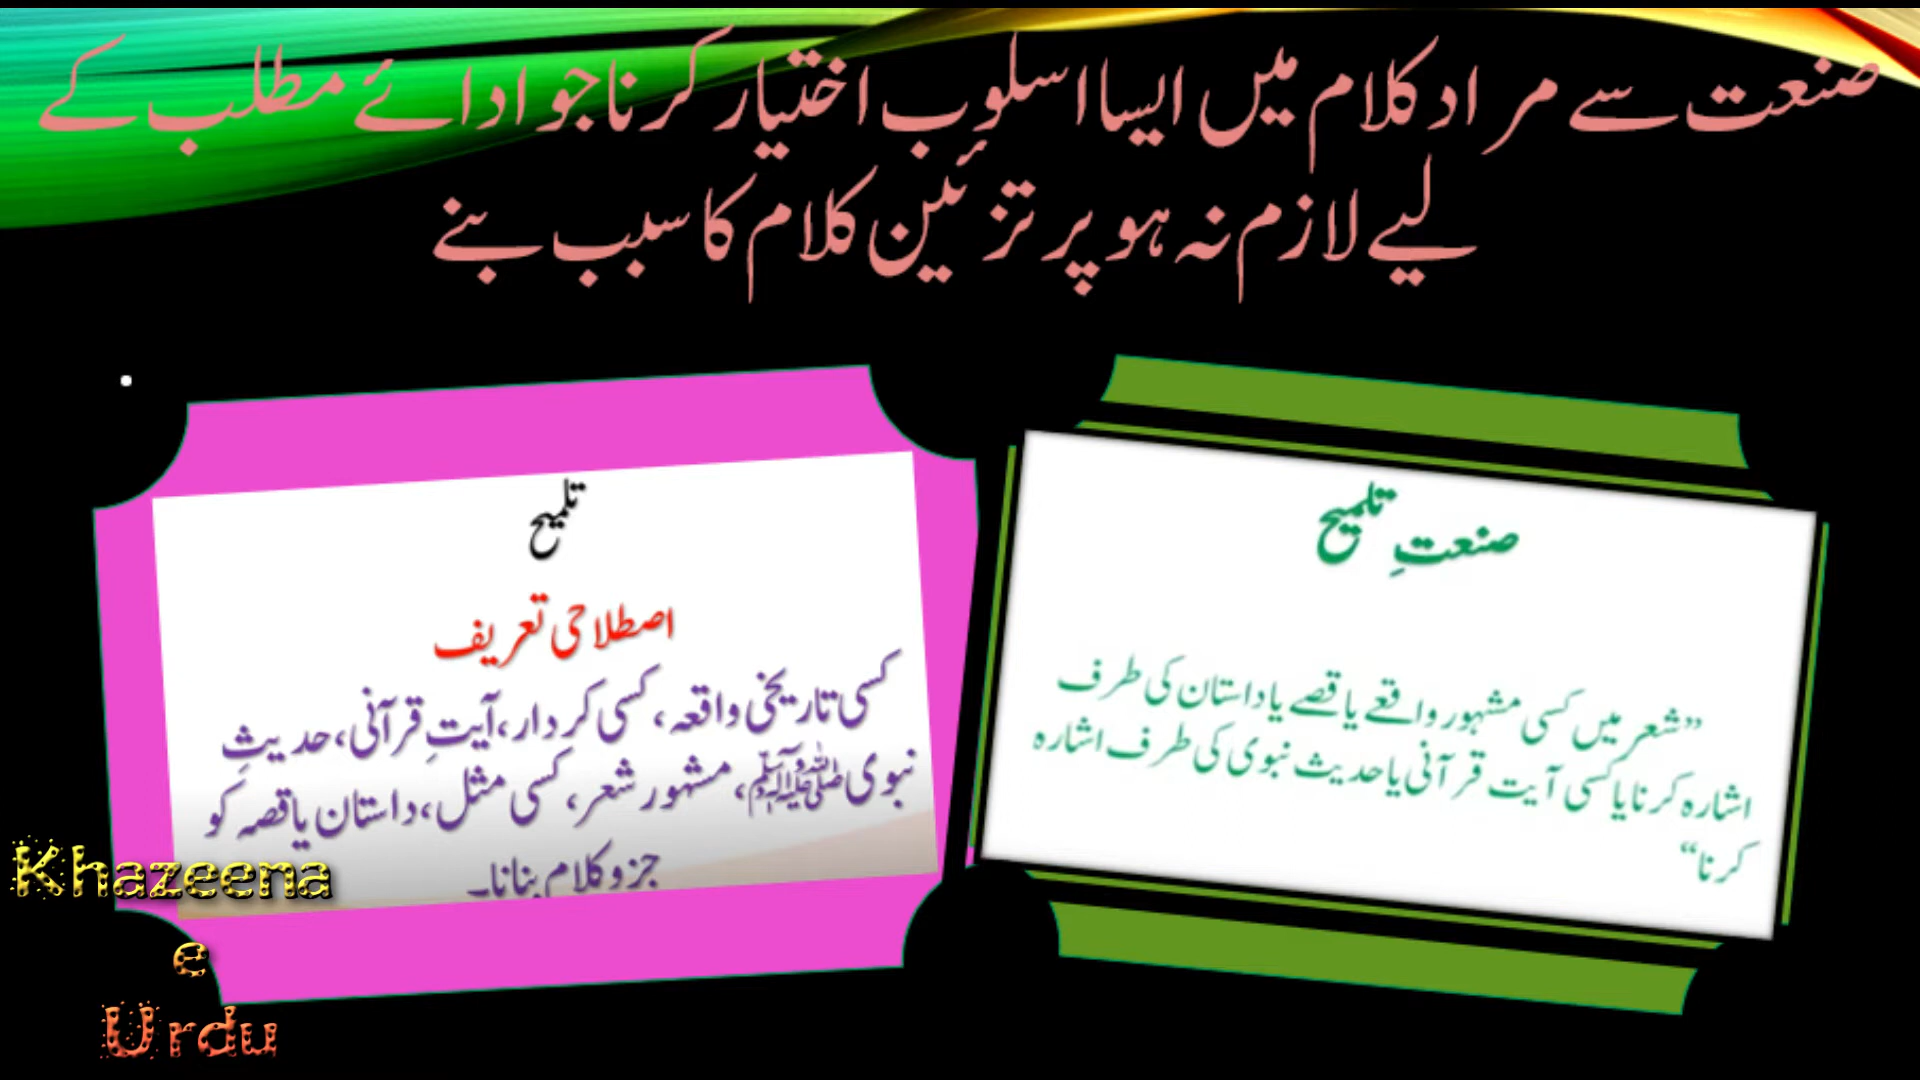 صنعت سے مراد کلام میں ایسا اسلوب اختیار کرنا جو ادائے مطلب کے
لیے لازم نہ ہو پر تزئین کلام کا سبب بنے
صنعتِ تلمیح
”شعر میں کسی مشہور واقعے یا قصے یا داستان کی طرف
اشارہ کرنا یا کسی آیت قرآنی یا حدیث نبوی کی طرف اشارہ
کرنا“
تلمیح
اصطلاحی تعریف
کسی تاریخی واقعہ، کسی کردار، آیتِ قرآنی، حدیثِ
نبوی ﷺ، مشہور شعر، کسی مثل، داستان یا قصہ کو
جزوِ کلام بنانا۔
Khazeena
e
Urdu